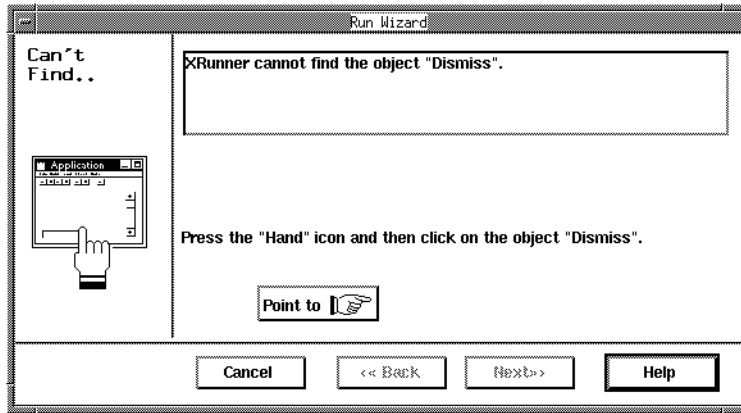 Run Wizard
Can't
Find..
XRunner cannot find the object "Dismiss".
Application
Press the "Hand" icon and then click on the object "Dismiss".
Point to
Cancel
<< Back
Next>>
Help